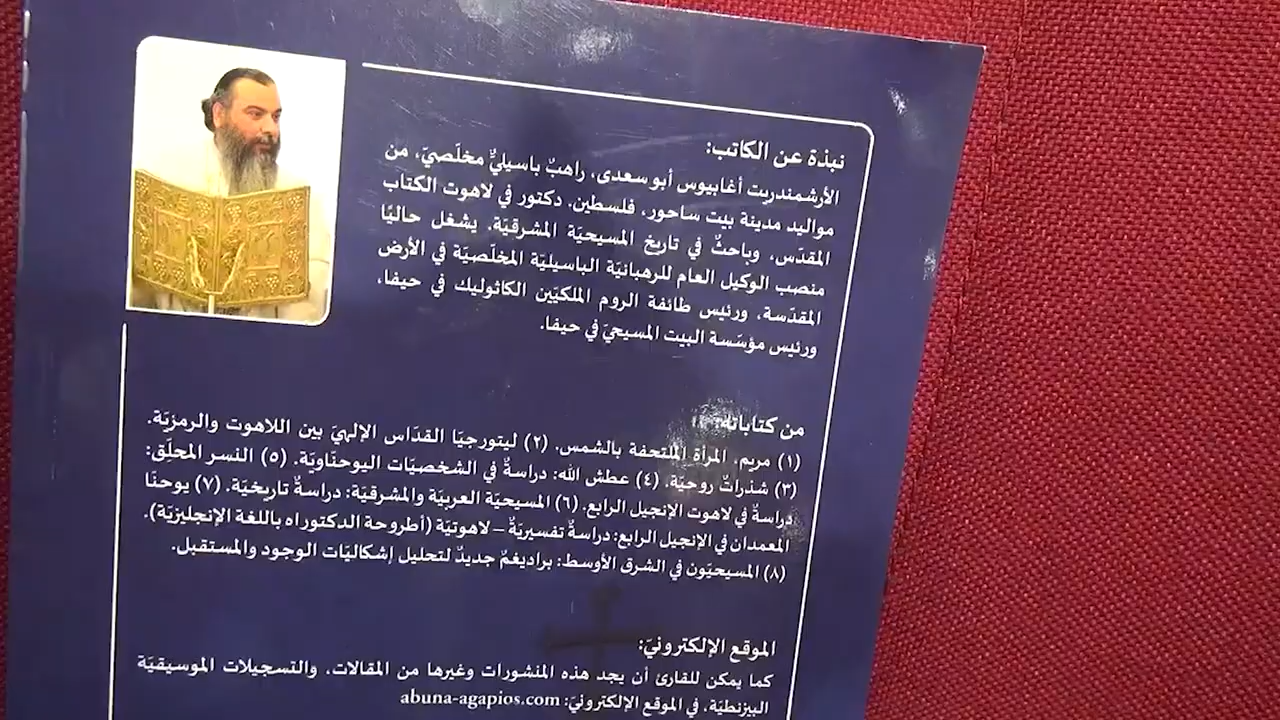 نبذة عن الكاتب:
الأرشمندريت أغابيوس أبو سعدى، راهبٌ باسيليٌّ مخلّصيّ، من
مواليد مدينة بيت ساحور، فلسطين. دكتور في لاهوت الكتاب
المقدّس، وباحثٌ في تاريخ المسيحيّة المشرقيّة. يشغل حاليًّا
منصب الوكيل العام للرهبانيّة الباسيليّة المخلّصيّة في الأرض
المقدّسة، ورئيس طائفة الروم الملكيّين الكاثوليك في حيفا،
ورئيس مؤسّسة البيت المسيحيّ في حيفا.
من كتاباته:
(١) مريم، المرأة الملتحفة بالشمس. (٢) ليتورجيّا القدّاس الإلهيّ بين اللاهوت والرمزيّة.
(٣) شذراتٌ روحيّة. (٤) عطش الله: دراسةٌ في الشخصيّات اليوحنّاويّة. (٥) النسر المحلّق:
دراسةٌ في لاهوت الإنجيل الرابع. (٦) المسيحيّة العربيّة والمشرقيّة: دراسةٌ تاريخيّة. (٧) يوحنّا
المعمدان في الإنجيل الرابع: دراسةٌ تفسيريّةٌ – لاهوتيّة (أطروحة الدكتوراه باللغة الإنجليزيّة).
(٨) المسيحيّون في الشرق الأوسط: براديغمٌ جديدٌ لتحليل إشكاليّات الوجود والمستقبل.
الموقع الإلكترونيّ:
كما يمكن للقارئ أن يجد هذه المنشورات وغيرها من المقالات، والتسجيلات الموسيقيّة
البيزنطيّة، في الموقع الإلكترونيّ: abuna-agapios.com